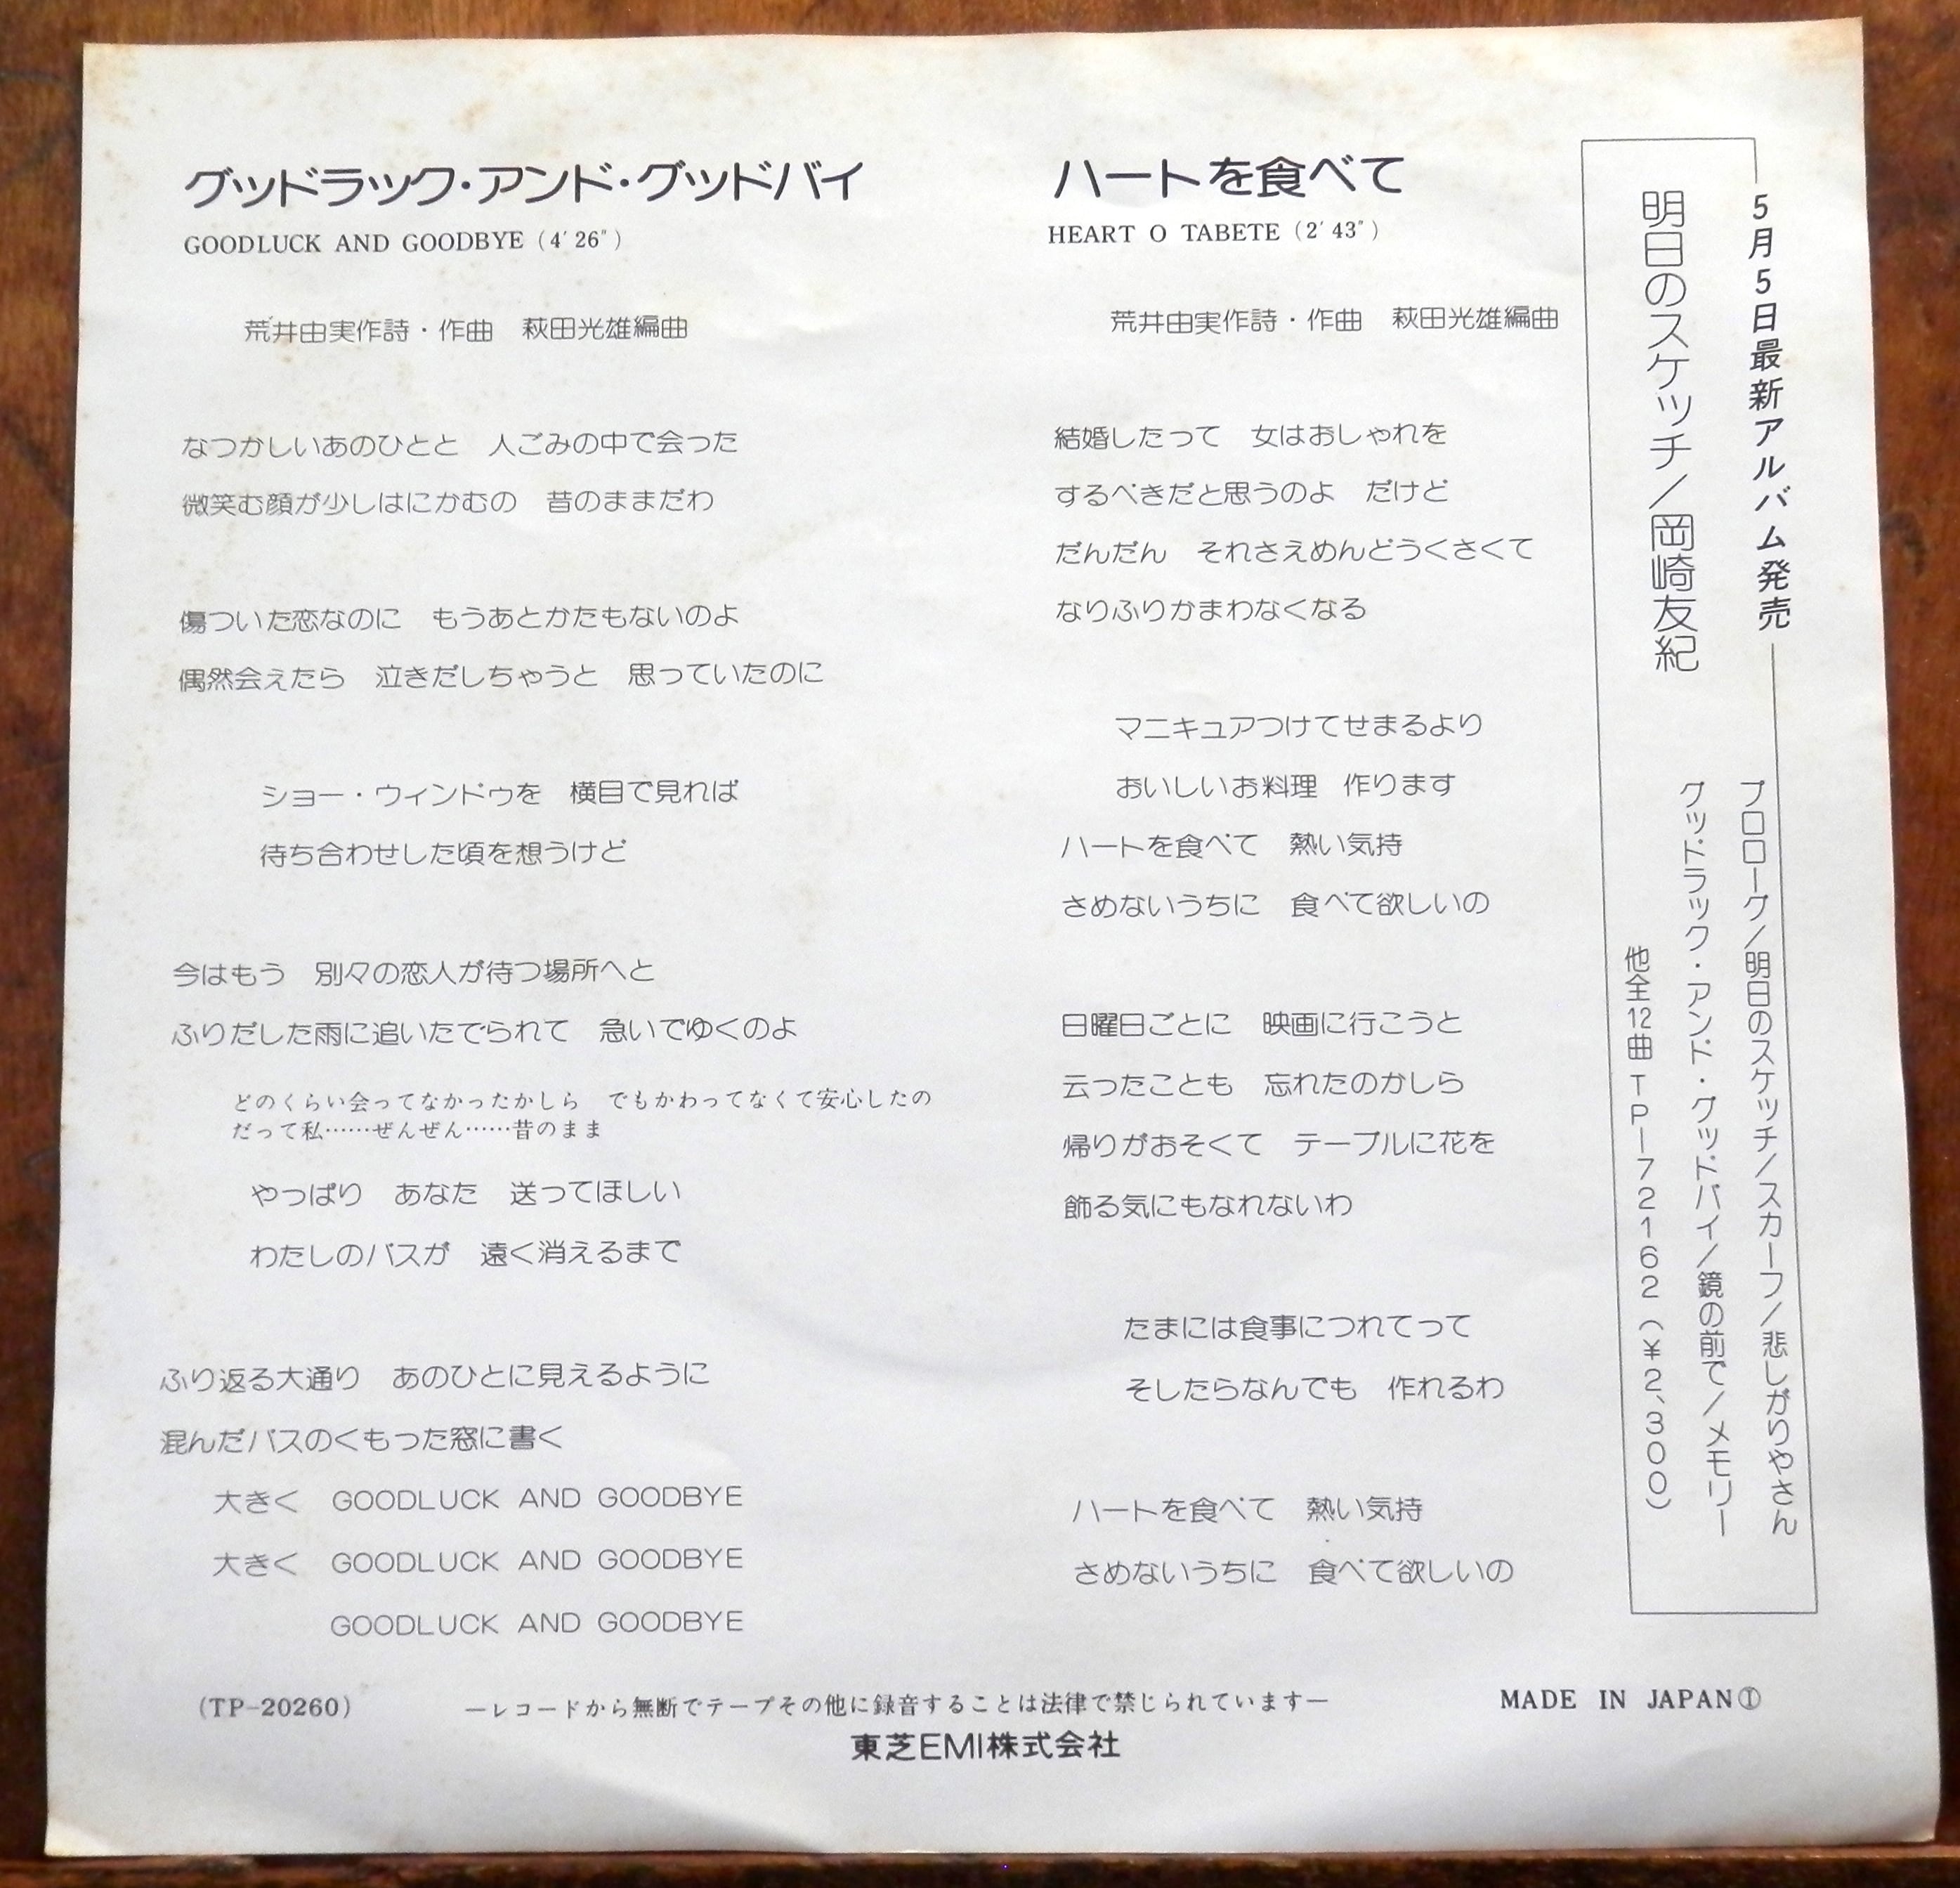 グッドラック・アンド・グッドバイ
GOODLUCK AND GOODBYE (4′26″)
荒井由実作詩・作曲　萩田光雄編曲
なつかしいあのひとと　人ごみの中で会った
微笑む顔が少しはにかむの　昔のままだわ
傷ついた恋なのに　もうあとかたもないのよ
偶然会えたら　泣きだしちゃうと　思っていたのに
ショー・ウィンドゥを　横目で見れば
待ち合わせした頃を想うけど
今はもう　別々の恋人が待つ場所へと
ふりだした雨に追いたてられて　急いでゆくのよ
どのくらい会ってなかったかしら　でもかわってなくて安心したの
だって私……ぜんぜん……昔のまま
やっぱり　あなた　送ってほしい
わたしのバスが　遠く消えるまで
ふり返る大通り　あのひとに見えるように
混んだバスのくもった窓に書く
大きく　GOODLUCK AND GOODBYE
大きく　GOODLUCK AND GOODBYE
GOODLUCK AND GOODBYE
ハートを食べて
HEART O TABETE (2′43″)
荒井由実作詩・作曲　萩田光雄編曲
結婚したって　女はおしゃれを
するべきだと思うのよ　だけど
だんだん　それさえめんどうくさくて
なりふりかまわなくなる
マニキュアつけてせまるより
おいしいお料理　作ります
ハートを食べて　熱い気持
さめないうちに　食べて欲しいの
日曜日ごとに　映画に行こうと
云ったことも　忘れたのかしら
帰りがおそくて　テーブルに花を
飾る気にもなれないわ
たまには食事につれてって
そしたらなんでも　作れるわ
ハートを食べて　熱い気持
さめないうちに　食べて欲しいの
5月5日最新アルバム発売
明日のスケッチ／岡崎友紀
プロローグ／明日のスケッチ／スカーフ／悲しがりやさん
グッドラック・アンド・グッドバイ／鏡の前で／メモリー
他全12曲 TP―72162（¥2、300）
(TP-20260)
―レコードから無断でテープその他に録音することは法律で禁じられています―
MADE IN JAPANⓉ
東芝EMI株式会社